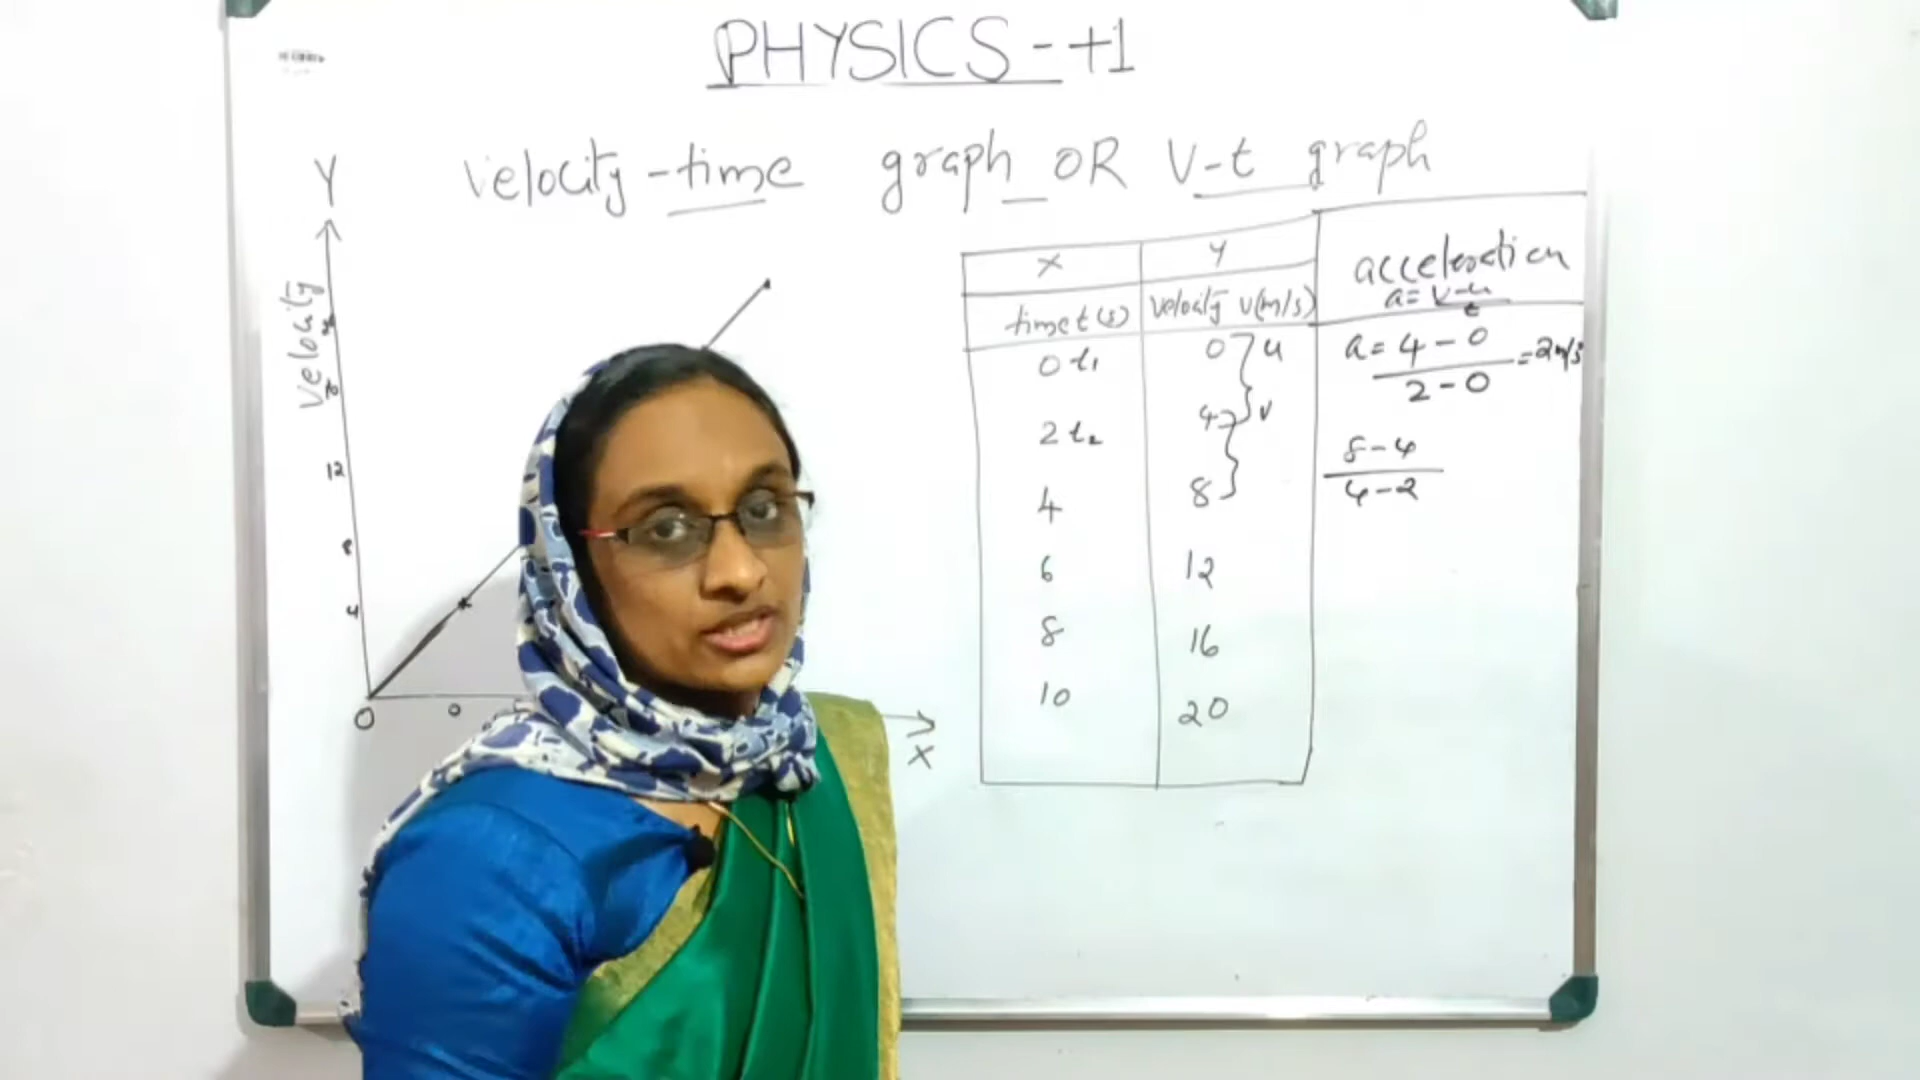 PHYSICS-+1
velocity-time graph OR V-t graph
Y
velocity
12
8
4
O
X
X Y acceleration
a= v-u
t
time t(s) velocity v(m/s)
0 t₁ 0 u a= 4-0 =2m/s
2-0
2 t₂ 4 v
8-4
4-2
4 8
6 12
8 16
10 20